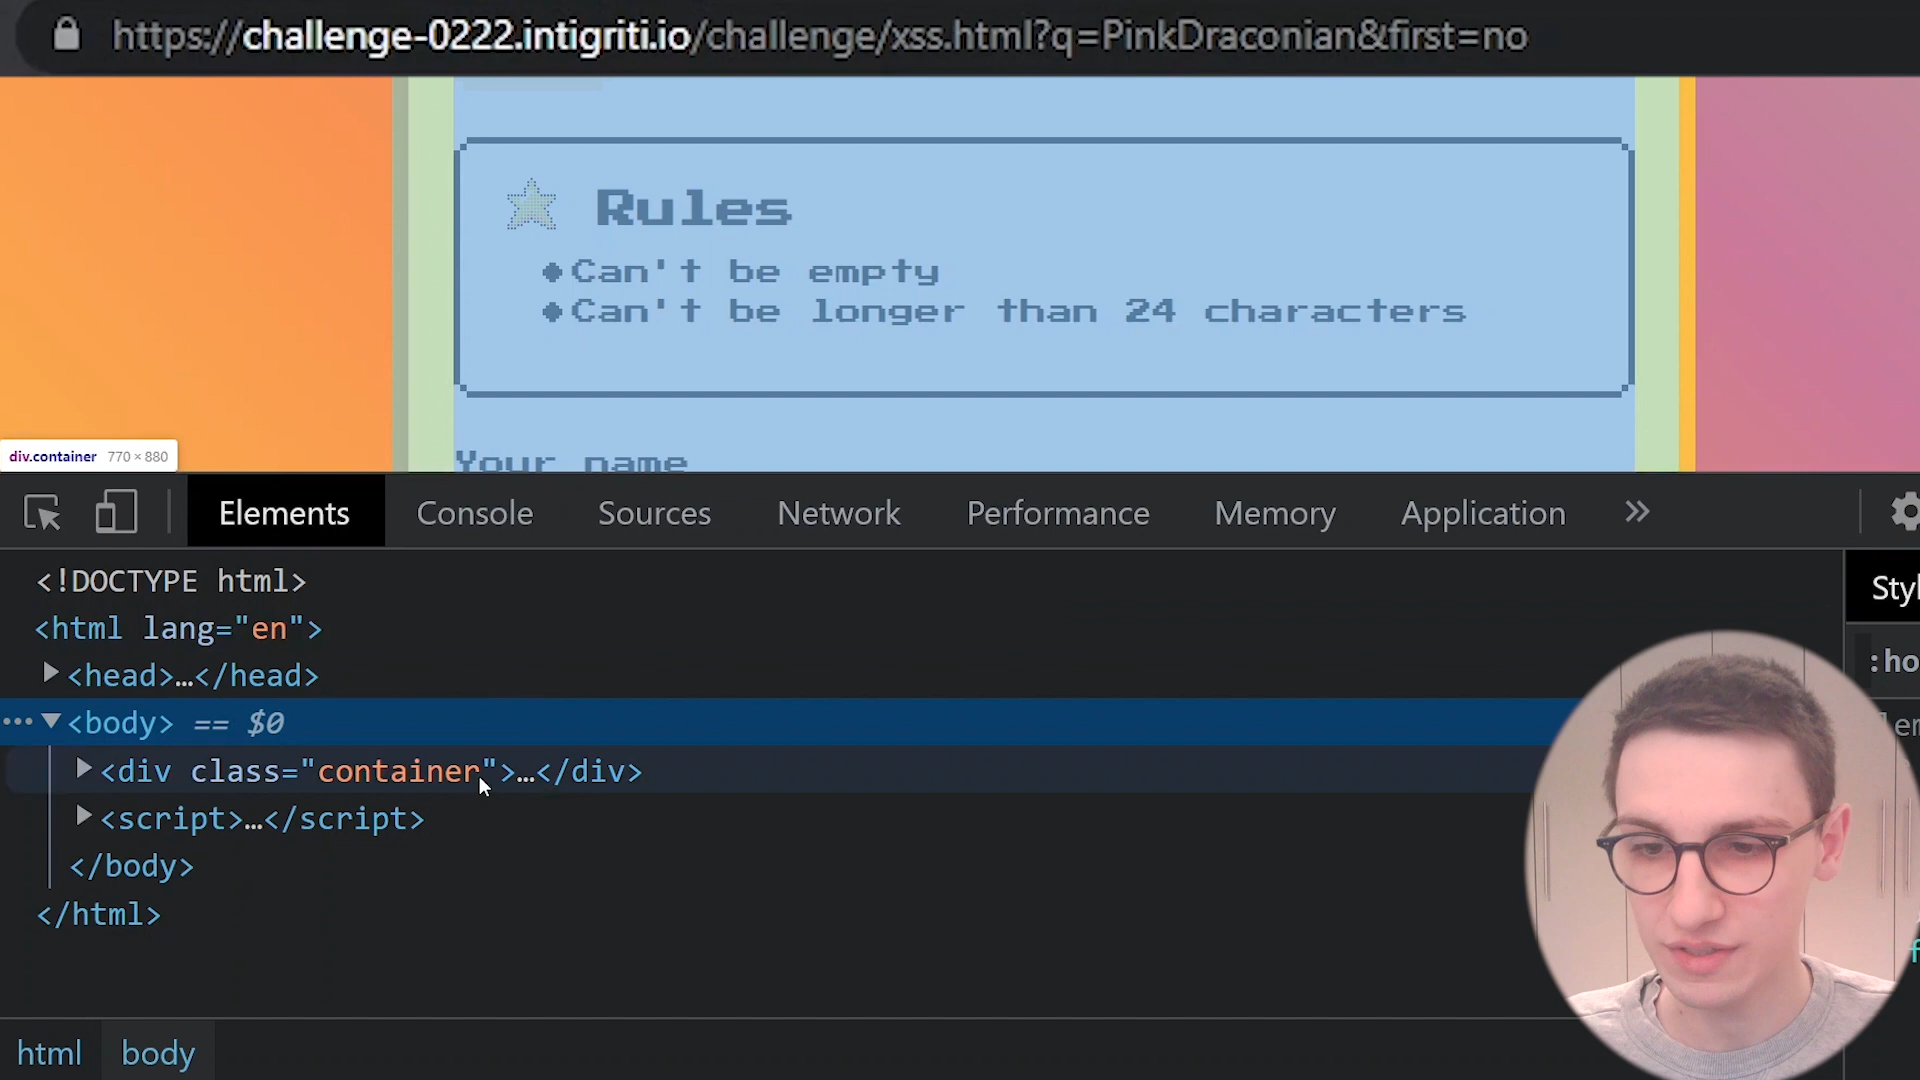 https://challenge-0222.intigriti.io/challenge/xss.html?q=PinkDraconian&first=no
Rules
Can't be empty
Can't be longer than 24 characters
Your name
div.container 770 × 880
Elements Console Sources Network Performance Memory Application »
<!DOCTYPE html>
<html lang="en">
<head>…</head>
<body> == $0
<div class="container">…</div>
<script>…</script>
</body>
</html>
Styl
:ho
html body